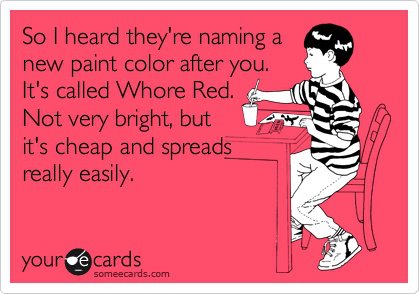 So I heard they're naming a
new paint color after you.
It's called Whore Red.
Not very bright, but
it's cheap and spreads
really easily.
your e cards
someecards.com